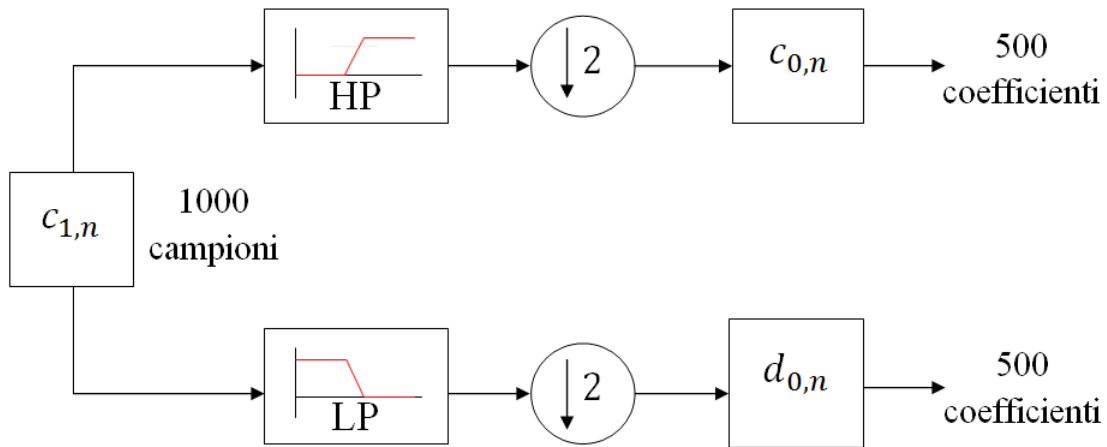 HP
2
c0,n
500
coefficienti
c1,n
1000
campioni
LP
2
d0,n
500
coefficienti